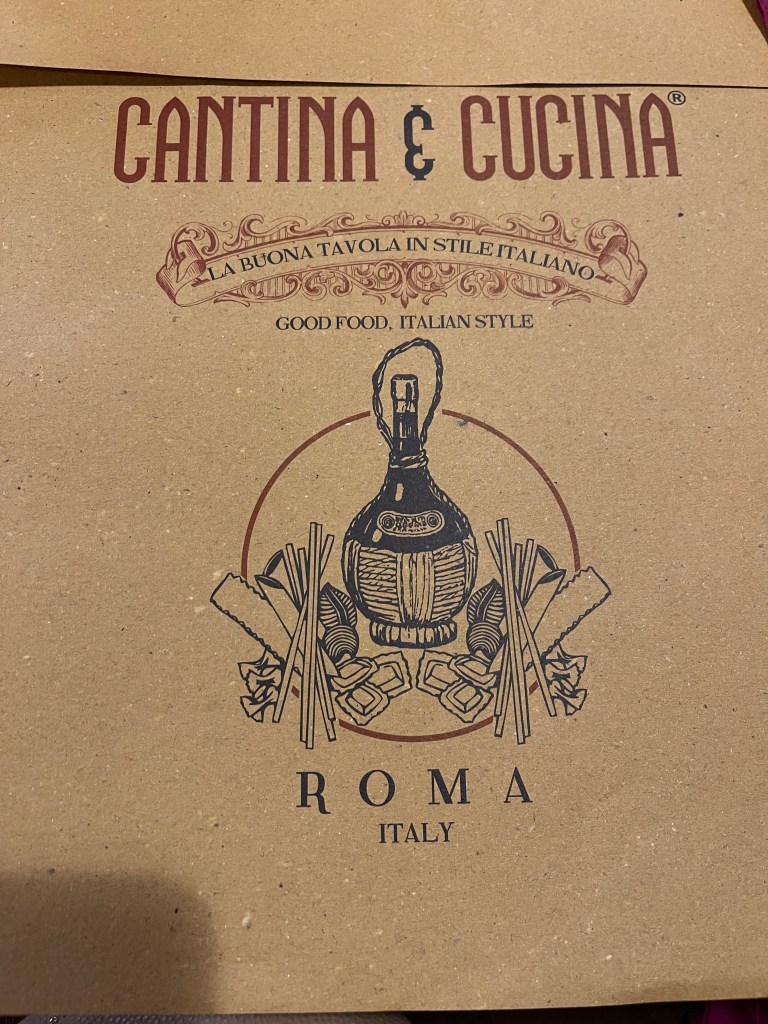 CANTINA & CUCINA®
LA BUONA TAVOLA IN STILE ITALIANO
GOOD FOOD, ITALIAN STYLE
ROMA
ITALY